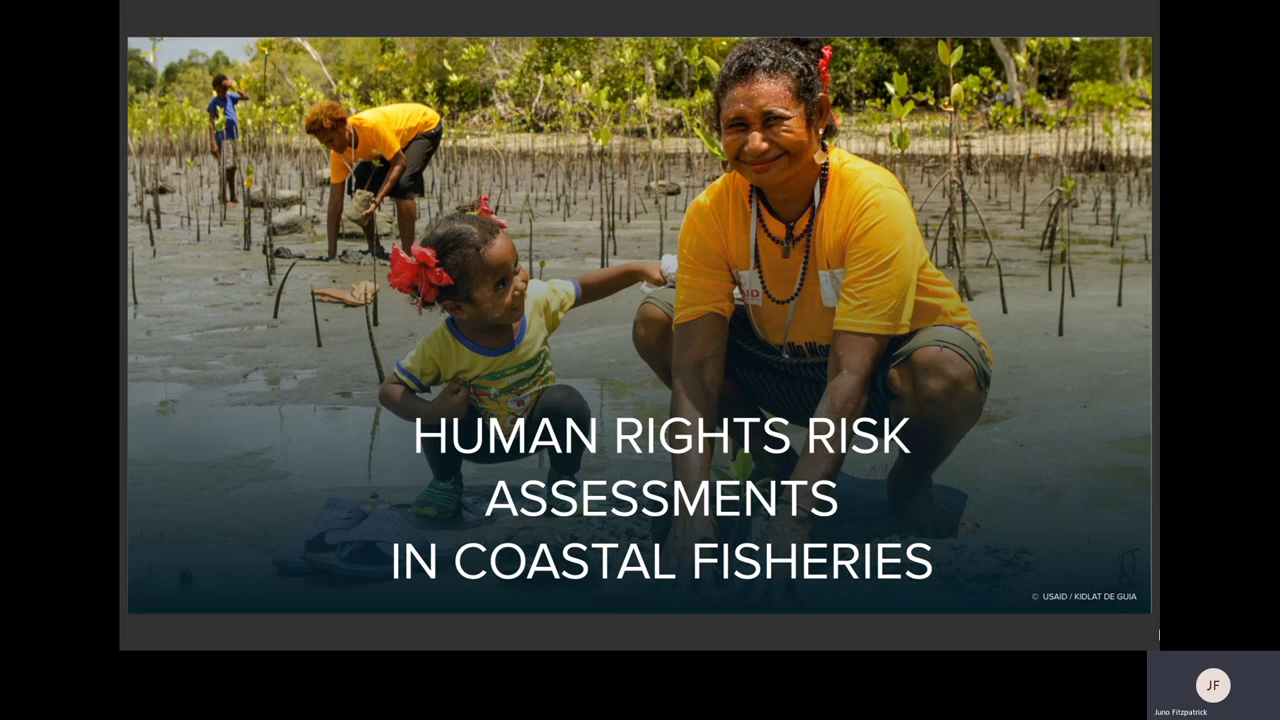 HUMAN RIGHTS RISK
ASSESSMENTS
IN COASTAL FISHERIES
© USAID / KIDLAT DE GUIA
JF
Juno Fitzpatrick